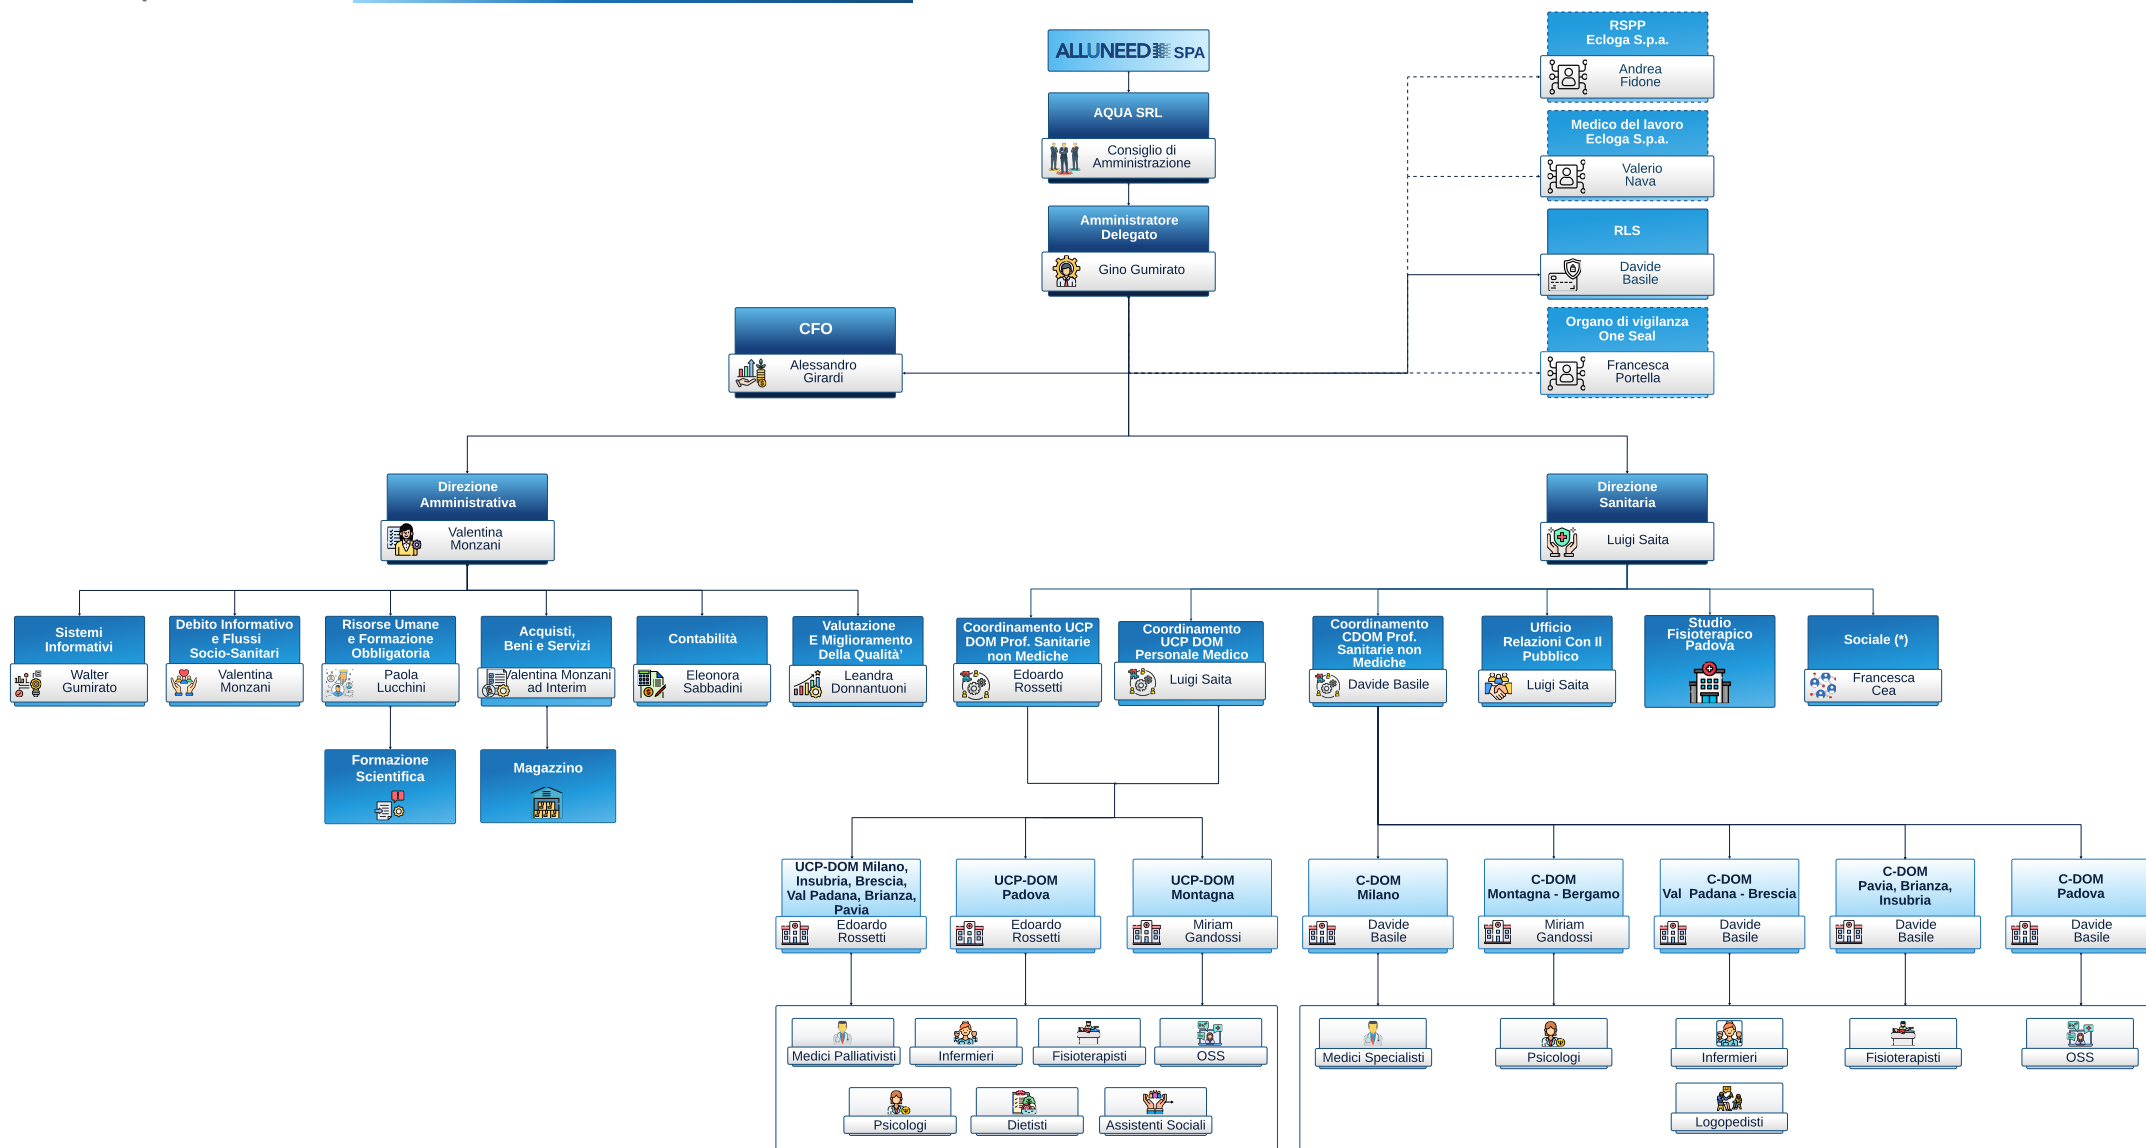 ALLUNEED SPA
AQUA SRL
Consiglio di
Amministrazione
Amministratore
Delegato
Gino Gumirato
RSPP
Ecloga S.p.a.
Andrea
Fidone
Medico del lavoro
Ecloga S.p.a.
Valerio
Nava
RLS
Davide
Basile
Organo di vigilanza
One Seal
Francesca
Portella
CFO
Alessandro
Girardi
Direzione
Amministrativa
Valentina
Monzani
Direzione
Sanitaria
Luigi Saita
Sistemi
Informativi
Walter
Gumirato
Debito Informativo
e Flussi
Socio-Sanitari
Valentina
Monzani
Risorse Umane
e Formazione
Obbligatoria
Paola
Lucchini
Acquisti,
Beni e Servizi
Valentina Monzani
ad Interim
Contabilità
Eleonora
Sabbadini
Valutazione
E Miglioramento
Della Qualità’
Leandra
Donnantuoni
Coordinamento UCP
DOM Prof. Sanitarie
non Mediche
Edoardo
Rossetti
Coordinamento
UCP DOM
Personale Medico
Luigi Saita
Coordinamento
CDOM Prof.
Sanitarie non
Mediche
Davide Basile
Ufficio
Relazioni Con Il
Pubblico
Luigi Saita
Studio
Fisioterapico
Padova
Sociale (*)
Francesca
Cea
Formazione
Scientifica
Magazzino
UCP-DOM Milano,
Insubria, Brescia,
Val Padana, Brianza,
Pavia
Edoardo
Rossetti
UCP-DOM
Padova
Edoardo
Rossetti
UCP-DOM
Montagna
Miriam
Gandossi
C-DOM
Milano
Davide
Basile
C-DOM
Montagna - Bergamo
Miriam
Gandossi
C-DOM
Val Padana - Brescia
Davide
Basile
C-DOM
Pavia, Brianza,
Insubria
Davide
Basile
C-DOM
Padova
Davide
Basile
Medici Palliativisti
Infermieri
Fisioterapisti
OSS
Psicologi
Dietisti
Assistenti Sociali
Medici Specialisti
Psicologi
Infermieri
Fisioterapisti
OSS
Logopedisti